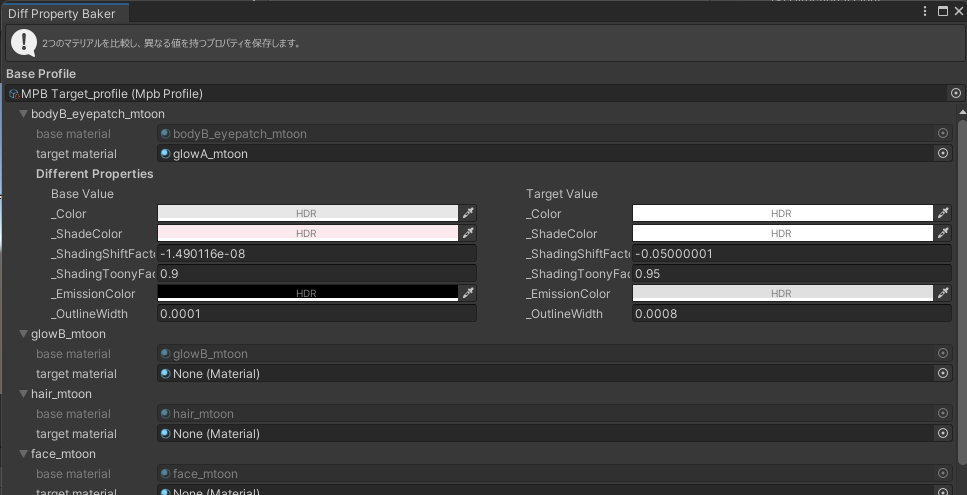 Diff Property Baker
2つのマテリアルを比較し、異なる値を持つプロパティを保存します。
Base Profile
MPB Target_profile (Mpb Profile)
bodyB_eyepatch_mtoon
base material bodyB_eyepatch_mtoon
target material glowA_mtoon
Different Properties
Base Value Target Value
_Color HDR _Color HDR
_ShadeColor HDR _ShadeColor HDR
_ShadingShiftFacto -1.490116e-08 _ShadingShiftFacto -0.05000001
_ShadingToonyFac 0.9 _ShadingToonyFac 0.95
_EmissionColor HDR _EmissionColor HDR
_OutlineWidth 0.0001 _OutlineWidth 0.0008
glowB_mtoon
base material glowB_mtoon
target material None (Material)
hair_mtoon
base material hair_mtoon
target material None (Material)
face_mtoon
base material face_mtoon
target material None (Material)